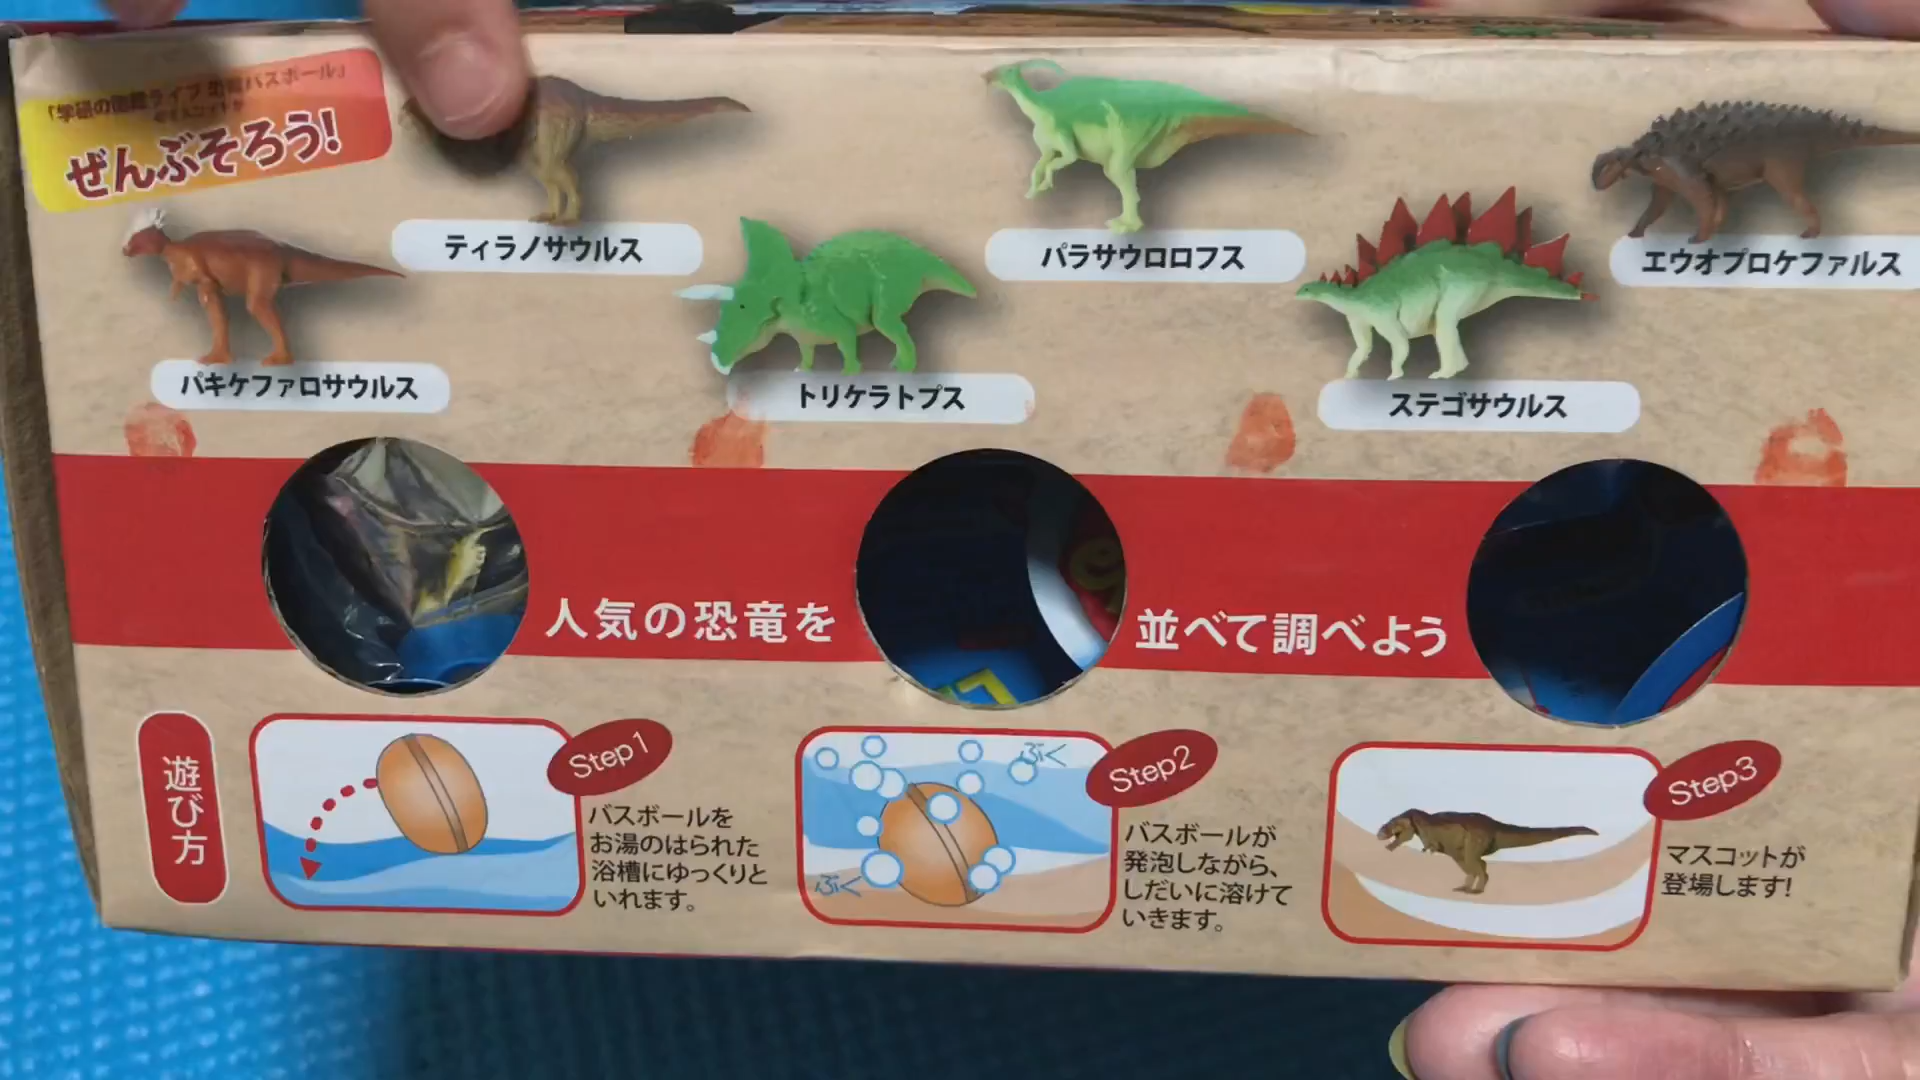 「学研の図鑑ライブ 恐竜バスボール」
ぜんぶそろう!
ティラノサウルス
パラサウロロフス
エウオプロケファルス
パキケファロサウルス
トリケラトプス
ステゴサウルス
人気の恐竜を
並べて調べよう
遊び方
Step1
バスボールを
お湯のはられた
浴槽にゆっくりと
いれます。
ぶく
ぶく
Step2
バスボールが
発泡しながら、
しだいに溶けて
いきます。
Step3
マスコットが
登場します!